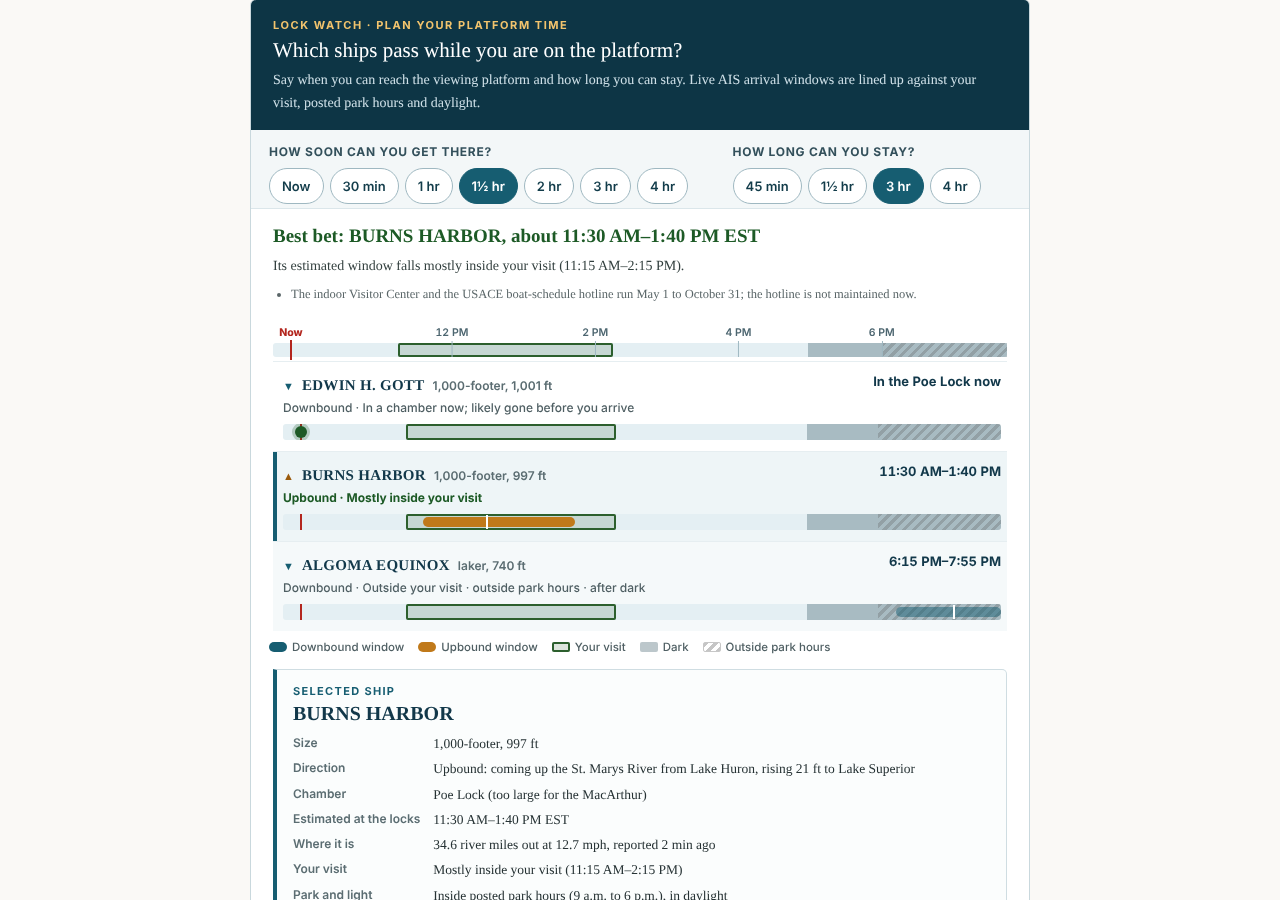 LOCK WATCH · PLAN YOUR PLATFORM TIME
Which ships pass while you are on the platform?
Say when you can reach the viewing platform and how long you can stay. Live AIS arrival windows are lined up against your
visit, posted park hours and daylight.
HOW SOON CAN YOU GET THERE?
Now 30 min 1 hr 1½ hr 2 hr 3 hr 4 hr
HOW LONG CAN YOU STAY?
45 min 1½ hr 3 hr 4 hr
Best bet: BURNS HARBOR, about 11:30 AM–1:40 PM EST
Its estimated window falls mostly inside your visit (11:15 AM–2:15 PM).
• The indoor Visitor Center and the USACE boat-schedule hotline run May 1 to October 31; the hotline is not maintained now.
Now 12 PM 2 PM 4 PM 6 PM
▼ EDWIN H. GOTT 1,000-footer, 1,001 ft In the Poe Lock now
Downbound · In a chamber now; likely gone before you arrive
▲ BURNS HARBOR 1,000-footer, 997 ft 11:30 AM–1:40 PM
Upbound · Mostly inside your visit
▼ ALGOMA EQUINOX laker, 740 ft 6:15 PM–7:55 PM
Downbound · Outside your visit · outside park hours · after dark
Downbound window Upbound window Your visit Dark Outside park hours
SELECTED SHIP
BURNS HARBOR
Size 1,000-footer, 997 ft
Direction Upbound: coming up the St. Marys River from Lake Huron, rising 21 ft to Lake Superior
Chamber Poe Lock (too large for the MacArthur)
Estimated at the locks 11:30 AM–1:40 PM EST
Where it is 34.6 river miles out at 12.7 mph, reported 2 min ago
Your visit Mostly inside your visit (11:15 AM–2:15 PM)
Park and light Inside posted park hours (9 a.m. to 6 p.m.), in daylight